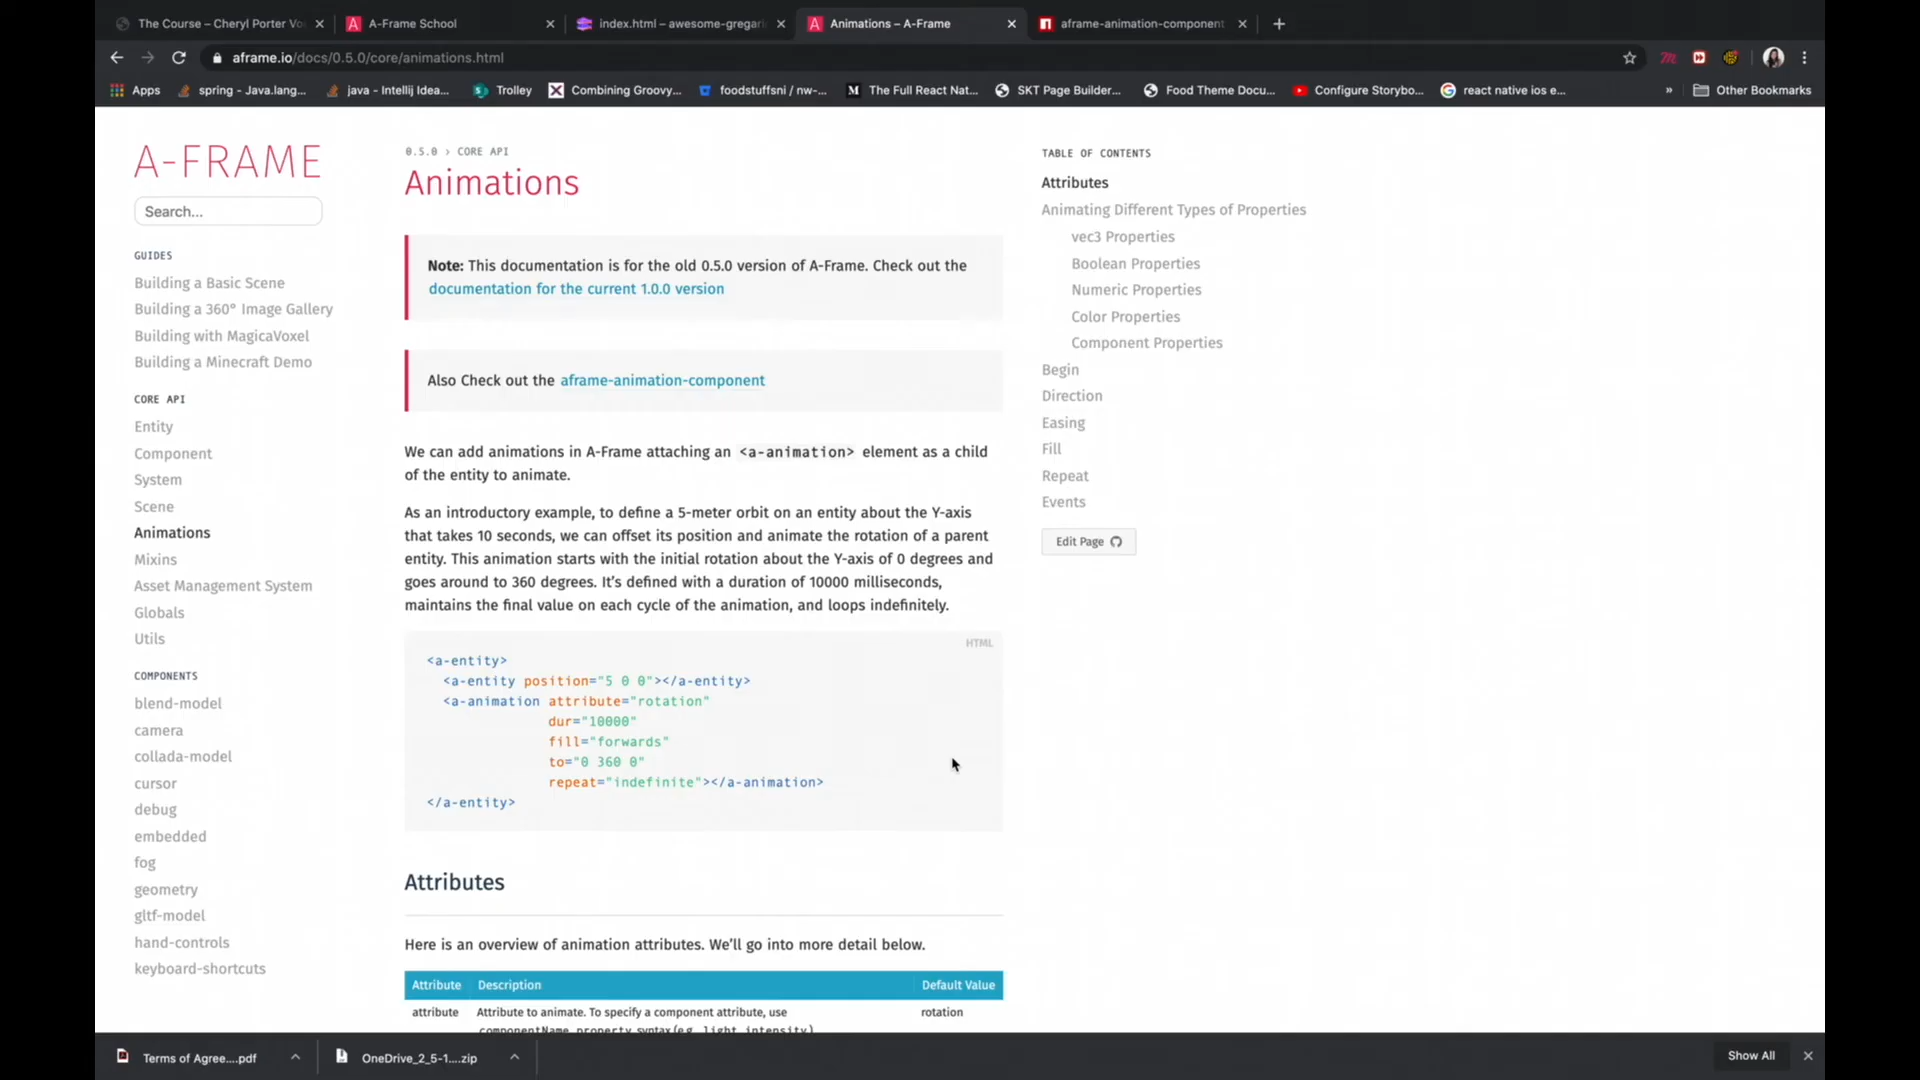 The Course – Cheryl Porter Vo
A-Frame School
index.html – awesome-gregari
Animations – A-Frame
aframe-animation-component
aframe.io/docs/0.5.0/core/animations.html
Apps
spring - Java.lang...
java - Intellij Idea...
Trolley
Combining Groovy...
foodstuffsni / nw-...
The Full React Nat...
SKT Page Builder...
Food Theme Docu...
Configure Storybo...
react native ios e...
»
Other Bookmarks
A-FRAME
Search...
GUIDES
Building a Basic Scene
Building a 360° Image Gallery
Building with MagicaVoxel
Building a Minecraft Demo
CORE API
Entity
Component
System
Scene
Animations
Mixins
Asset Management System
Globals
Utils
COMPONENTS
blend-model
camera
collada-model
cursor
debug
embedded
fog
geometry
gltf-model
hand-controls
keyboard-shortcuts
0.5.0 › CORE API
Animations
Note: This documentation is for the old 0.5.0 version of A-Frame. Check out the
documentation for the current 1.0.0 version
Also Check out the aframe-animation-component
We can add animations in A-Frame attaching an <a-animation> element as a child
of the entity to animate.
As an introductory example, to define a 5-meter orbit on an entity about the Y-axis
that takes 10 seconds, we can offset its position and animate the rotation of a parent
entity. This animation starts with the initial rotation about the Y-axis of 0 degrees and
goes around to 360 degrees. It's defined with a duration of 10000 milliseconds,
maintains the final value on each cycle of the animation, and loops indefinitely.
HTML
<a-entity>
<a-entity position="5 0 0"></a-entity>
<a-animation attribute="rotation"
dur="10000"
fill="forwards"
to="0 360 0"
repeat="indefinite"></a-animation>
</a-entity>
Attributes
Here is an overview of animation attributes. We'll go into more detail below.
Attribute Description Default Value
attribute Attribute to animate. To specify a component attribute, use rotation
componentName.property syntax (e.g. light.intensity)
TABLE OF CONTENTS
Attributes
Animating Different Types of Properties
vec3 Properties
Boolean Properties
Numeric Properties
Color Properties
Component Properties
Begin
Direction
Easing
Fill
Repeat
Events
Edit Page
Terms of Agree....pdf
OneDrive_2_5-1....zip
Show All